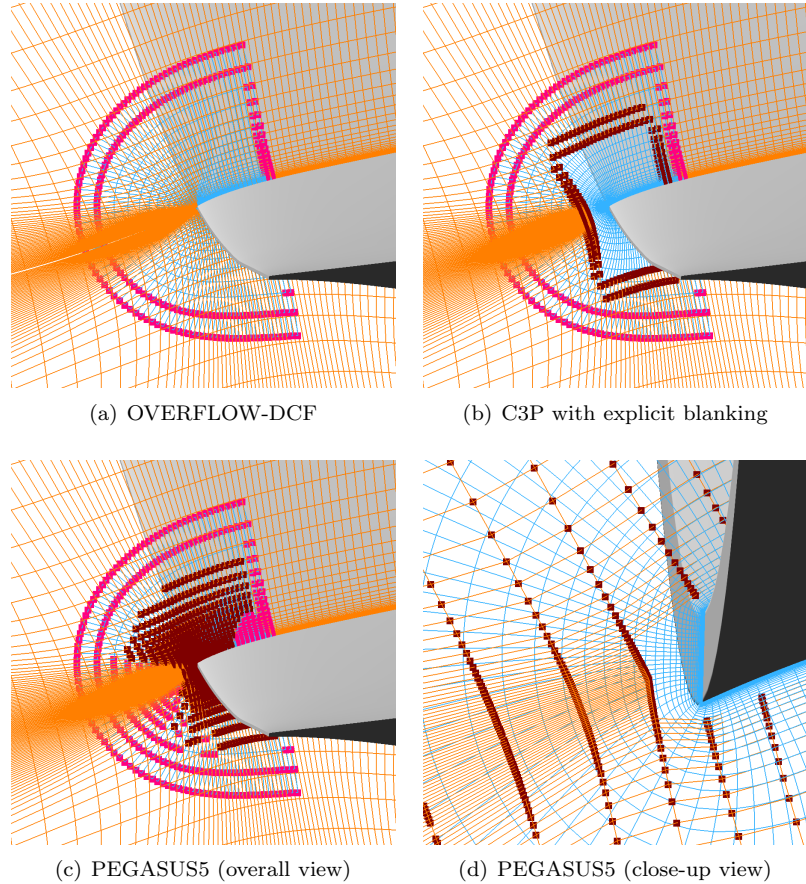 (a) OVERFLOW-DCF
(b) C3P with explicit blanking
(c) PEGASUS5 (overall view)
(d) PEGASUS5 (close-up view)